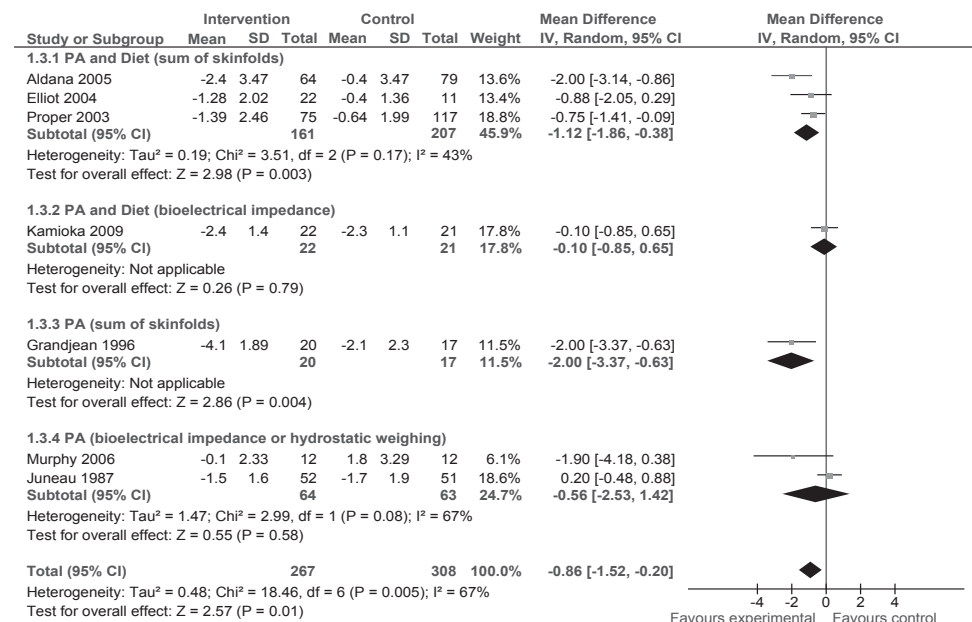 Intervention Control Mean Difference Mean Difference
Study or Subgroup Mean SD Total Mean SD Total Weight IV, Random, 95% CI IV, Random, 95% CI
1.3.1 PA and Diet (sum of skinfolds)
Aldana 2005 -2.4 3.47 64 -0.4 3.47 79 13.6% -2.00 [-3.14, -0.86]
Elliot 2004 -1.28 2.02 22 -0.4 1.36 11 13.4% -0.88 [-2.05, 0.29]
Proper 2003 -1.39 2.46 75 -0.64 1.99 117 18.8% -0.75 [-1.41, -0.09]
Subtotal (95% CI) 161 207 45.9% -1.12 [-1.86, -0.38]
Heterogeneity: Tau² = 0.19; Chi² = 3.51, df = 2 (P = 0.17); I² = 43%
Test for overall effect: Z = 2.98 (P = 0.003)
1.3.2 PA and Diet (bioelectrical impedance)
Kamioka 2009 -2.4 1.4 22 -2.3 1.1 21 17.8% -0.10 [-0.85, 0.65]
Subtotal (95% CI) 22 21 17.8% -0.10 [-0.85, 0.65]
Heterogeneity: Not applicable
Test for overall effect: Z = 0.26 (P = 0.79)
1.3.3 PA (sum of skinfolds)
Grandjean 1996 -4.1 1.89 20 -2.1 2.3 17 11.5% -2.00 [-3.37, -0.63]
Subtotal (95% CI) 20 17 11.5% -2.00 [-3.37, -0.63]
Heterogeneity: Not applicable
Test for overall effect: Z = 2.86 (P = 0.004)
1.3.4 PA (bioelectrical impedance or hydrostatic weighing)
Murphy 2006 -0.1 2.33 12 1.8 3.29 12 6.1% -1.90 [-4.18, 0.38]
Juneau 1987 -1.5 1.6 52 -1.7 1.9 51 18.6% 0.20 [-0.48, 0.88]
Subtotal (95% CI) 64 63 24.7% -0.56 [-2.53, 1.42]
Heterogeneity: Tau² = 1.47; Chi² = 2.99, df = 1 (P = 0.08); I² = 67%
Test for overall effect: Z = 0.55 (P = 0.58)
Total (95% CI) 267 308 100.0% -0.86 [-1.52, -0.20]
Heterogeneity: Tau² = 0.48; Chi² = 18.46, df = 6 (P = 0.005); I² = 67%
Test for overall effect: Z = 2.57 (P = 0.01)
-4 -2 0 2 4
Favours experimental Favours control